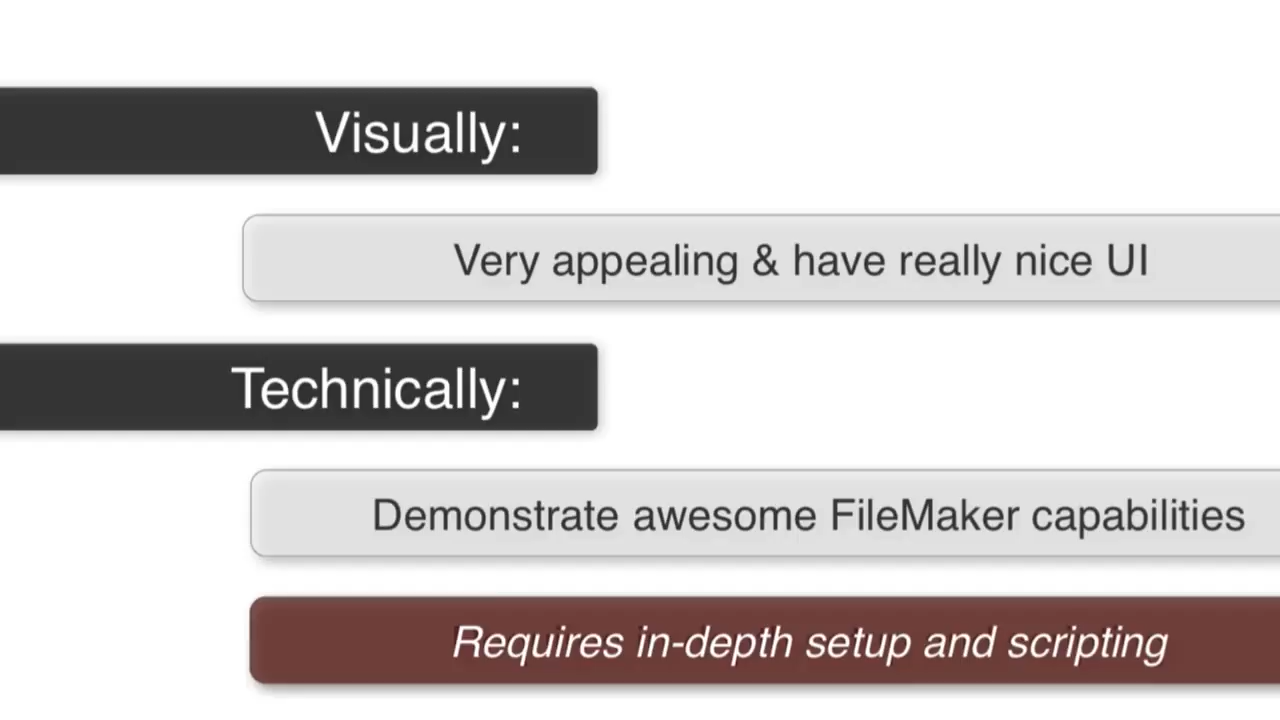 Visually:
Very appealing & have really nice UI
Technically:
Demonstrate awesome FileMaker capabilities
Requires in-depth setup and scripting